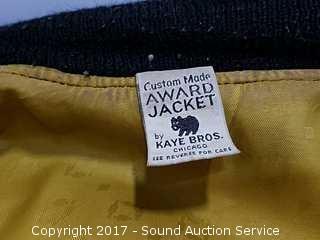 Custom Made
AWARD
JACKET
by
KAYE BROS.
CHICAGO
SEE REVERSE FOR CARE
Copyright 2017 - Sound Auction Service